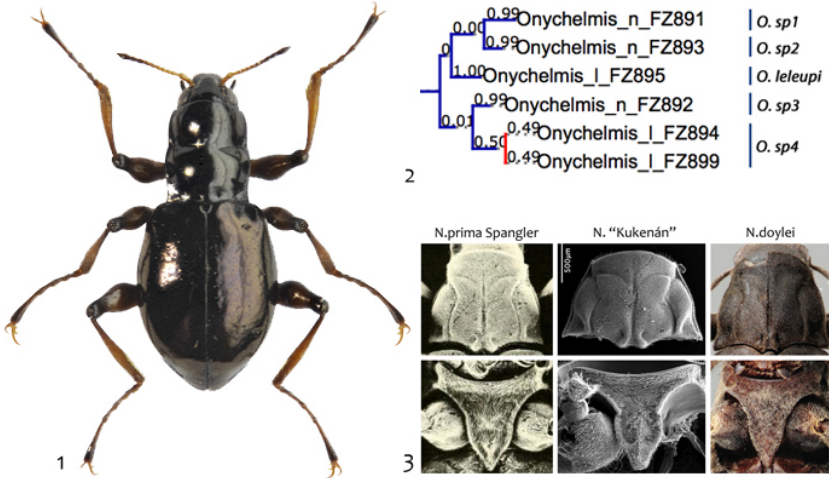 0.99
Onychelmis_n_FZ891
O. sp1
0.00
0.99
Onychelmis_n_FZ893
O. sp2
0
1.00
Onychelmis_l_FZ895
O. leleupi
0.99
Onychelmis_n_FZ892
O. sp3
0.01
0.49
Onychelmis_l_FZ894
0.50
O. sp4
0.49
Onychelmis_l_FZ899
2
N.prima Spangler
N. “Kukenán”
N.doylei
500µm
1
3